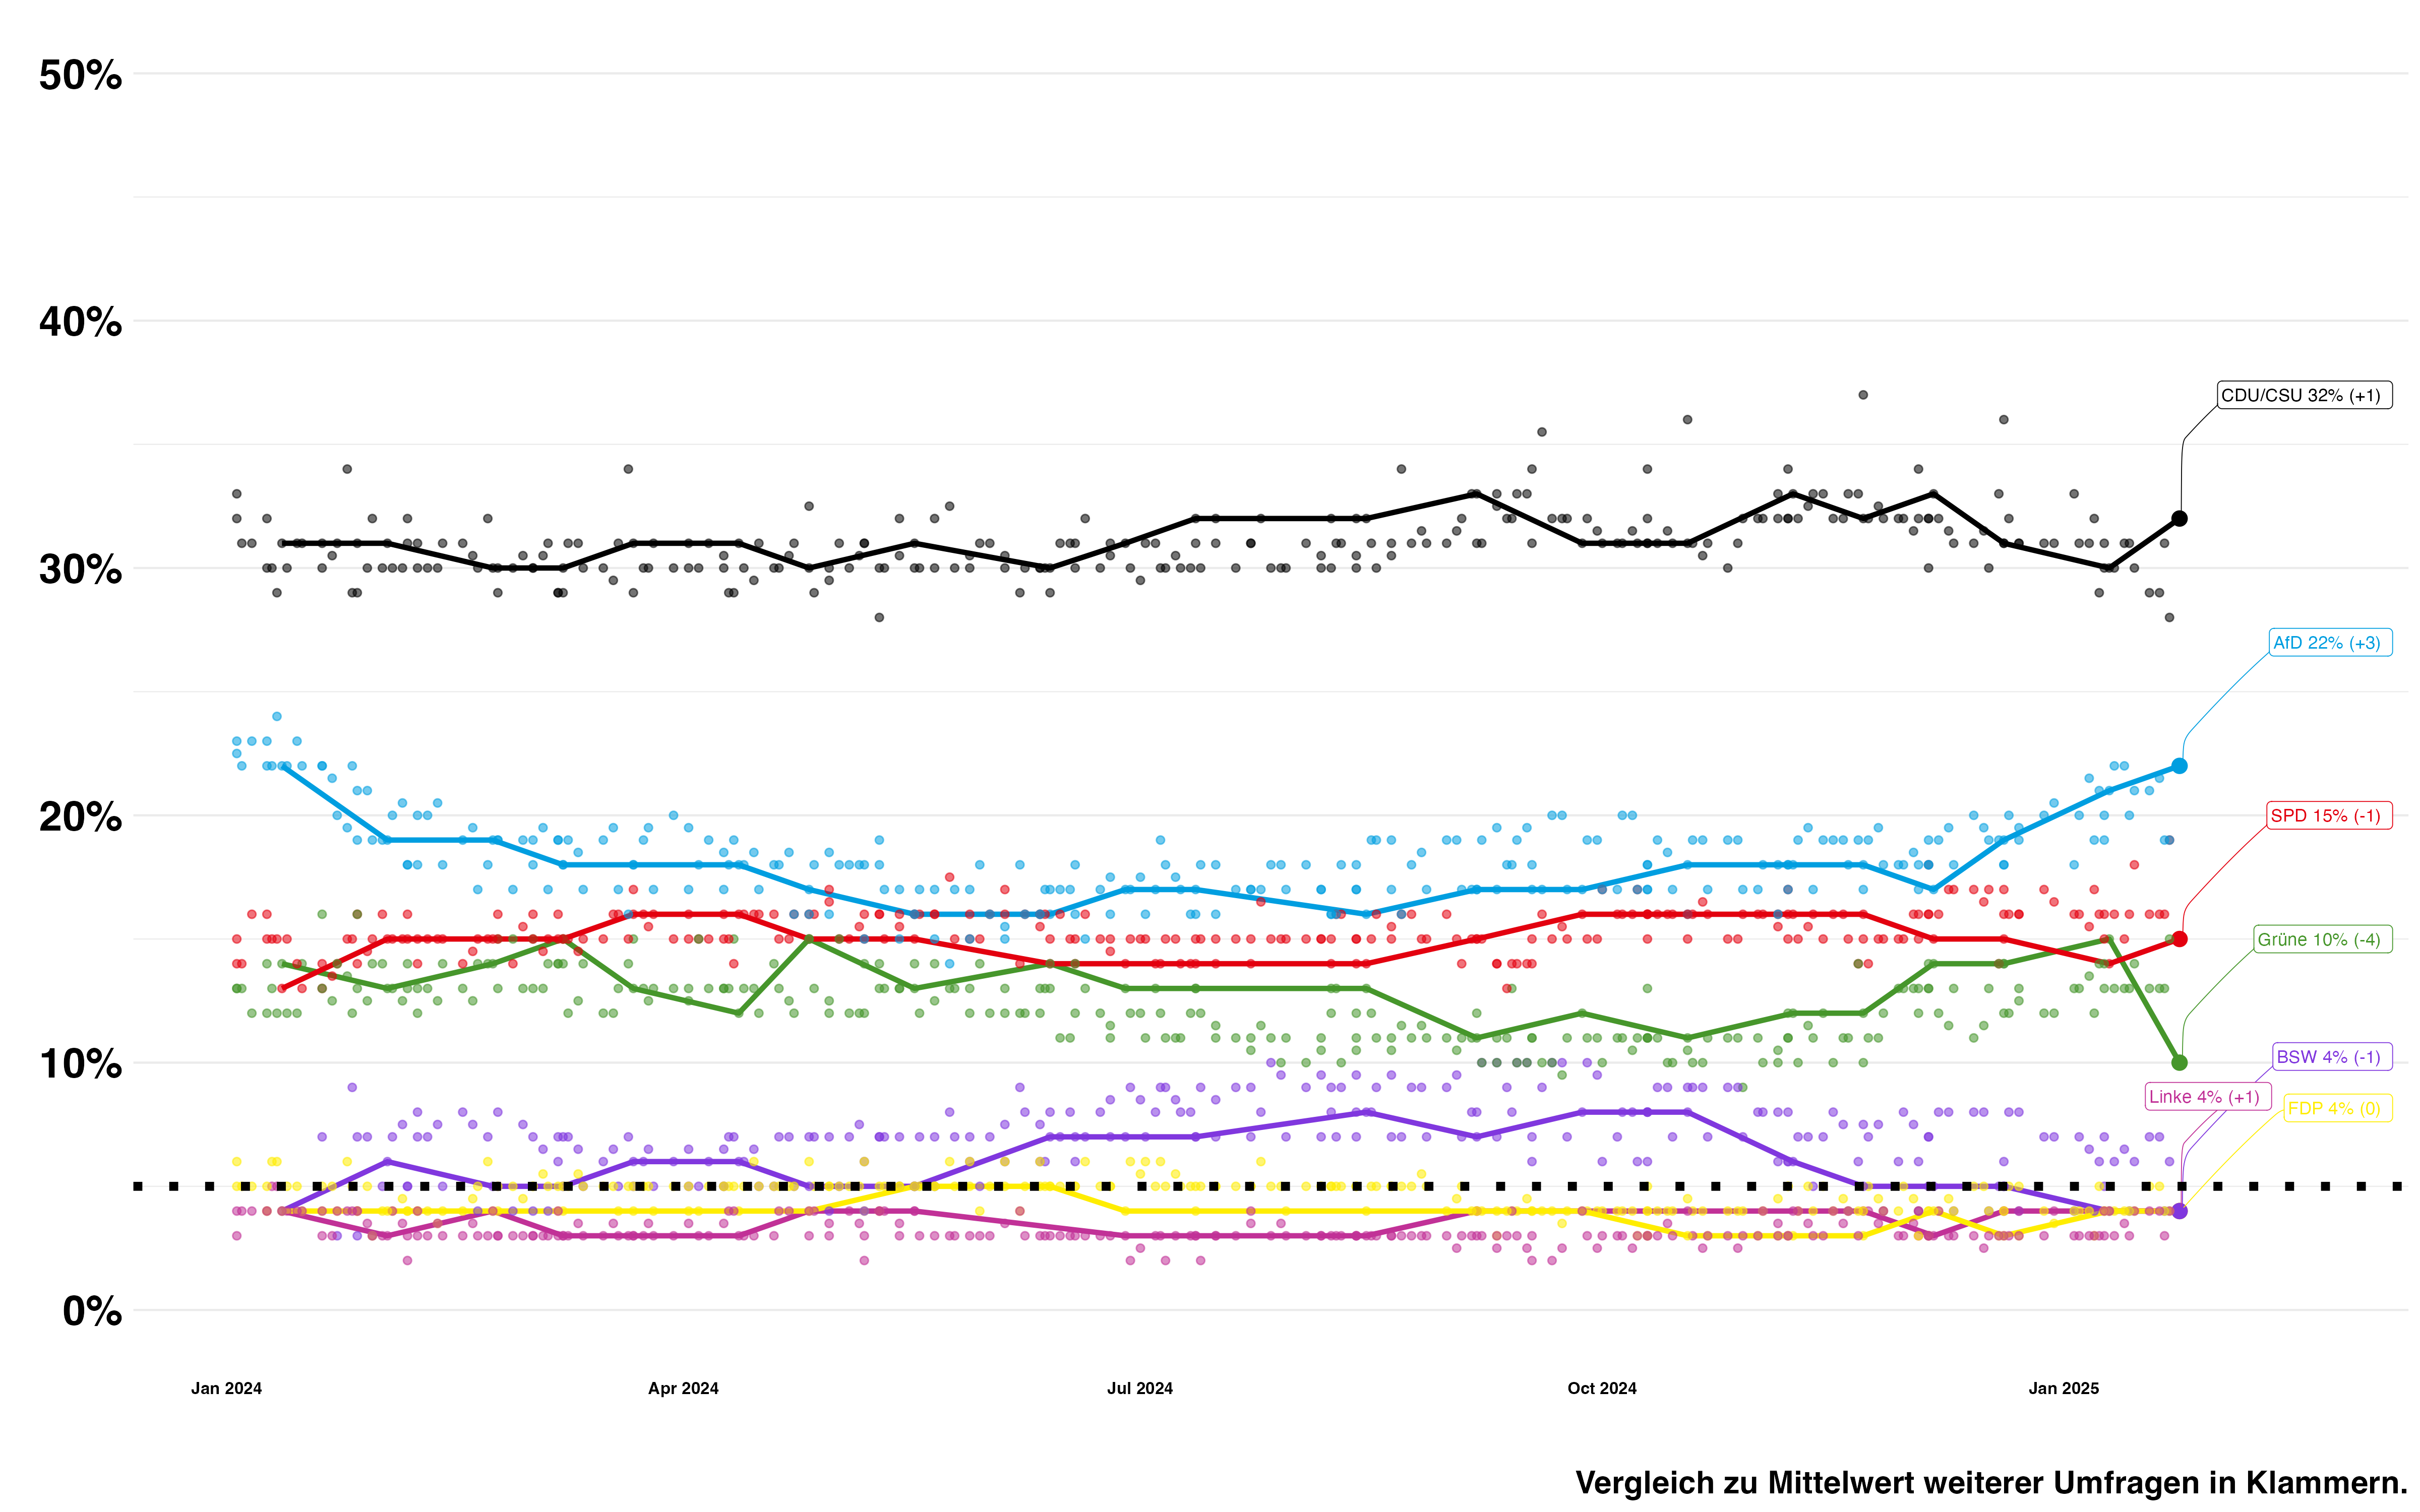 50%
40%
CDU/CSU 32% (+1)
30%
AfD 22% (+3)
20%
SPD 15% (-1)
Grüne 10% (-4)
10%
BSW 4% (-1)
Linke 4% (+1)
FDP 4% (0)
0%
Jan 2024 Apr 2024 Jul 2024 Oct 2024 Jan 2025
Vergleich zu Mittelwert weiterer Umfragen in Klammern.